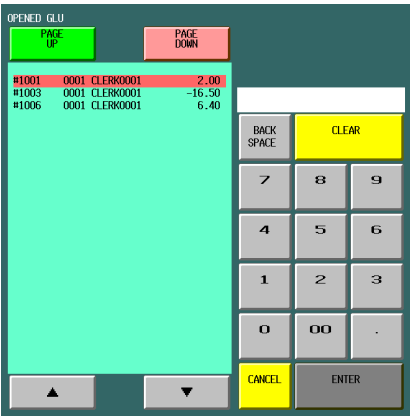 OPENED GLU
PAGE
UP
PAGE
DOWN
#1001 0001 CLERK0001 2.00
#1003 0001 CLERK0001 -16.50
#1006 0001 CLERK0001 6.40
BACK
SPACE
CLEAR
7 8 9
4 5 6
1 2 3
0 00 .
CANCEL
ENTER